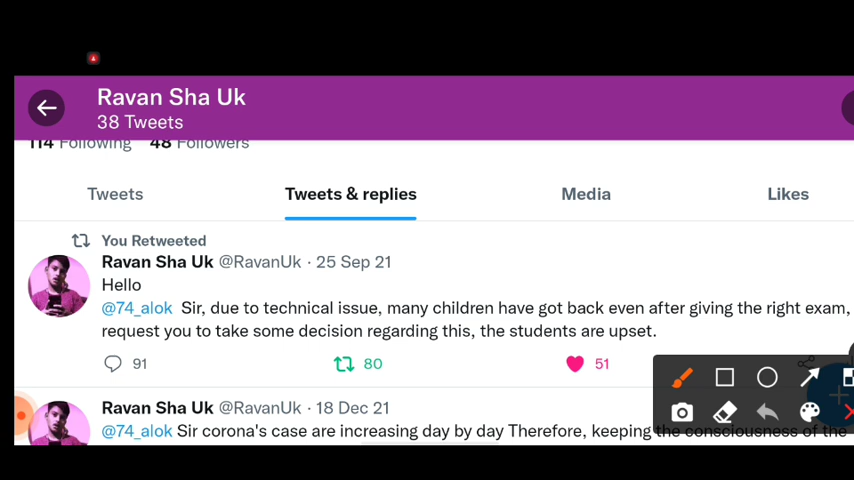 Ravan Sha Uk
38 Tweets
114 Following 48 Followers
Tweets Tweets & replies Media Likes
You Retweeted
Ravan Sha Uk @RavanUk · 25 Sep 21
Hello
@74_alok Sir, due to technical issue, many children have got back even after giving the right exam,
request you to take some decision regarding this, the students are upset.
91 80 51
Ravan Sha Uk @RavanUk · 18 Dec 21
@74_alok Sir corona's case are increasing day by day Therefore, keeping the consciousness of the